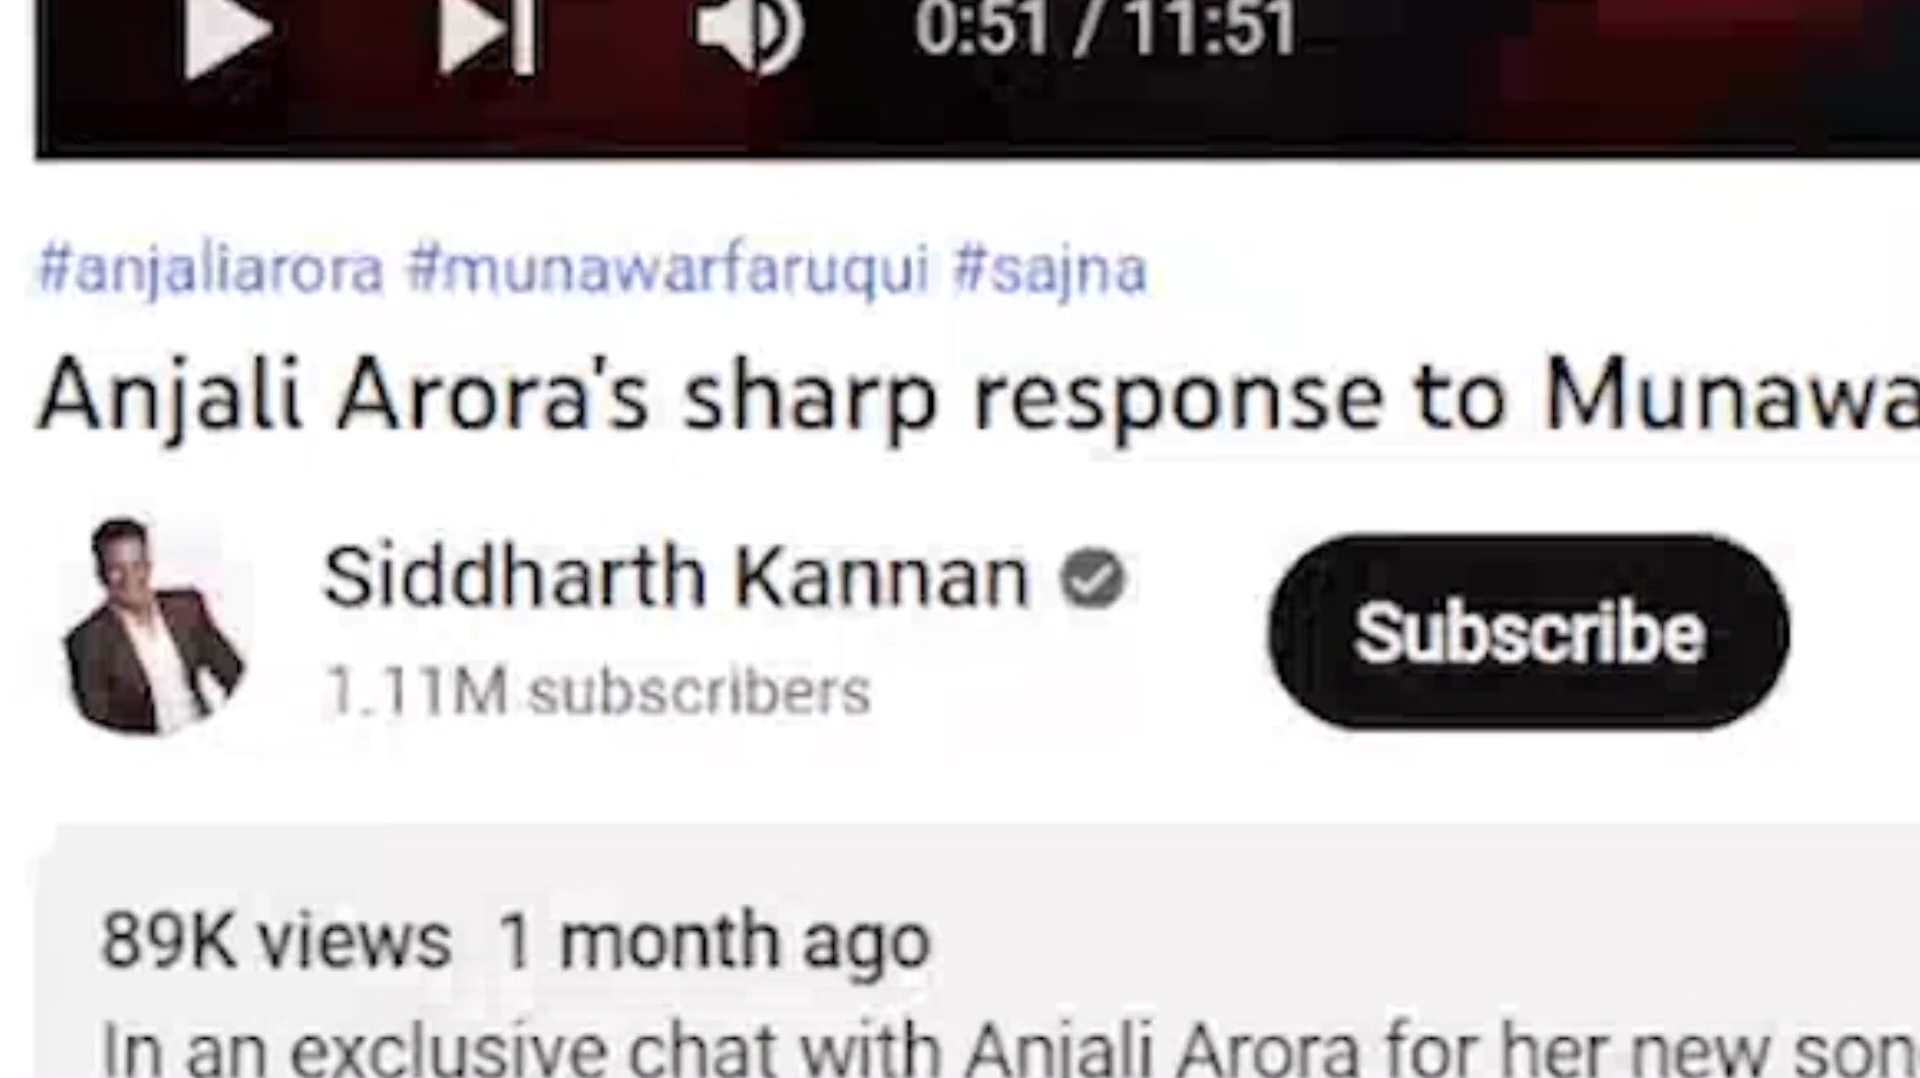 0:51 / 11:51
#anjaliarora #munawarfaruqui #sajna
Anjali Arora's sharp response to Munawa
Siddharth Kannan
Subscribe
1.11M subscribers
89K views 1 month ago
In an exclusive chat with Anjali Arora for her new son